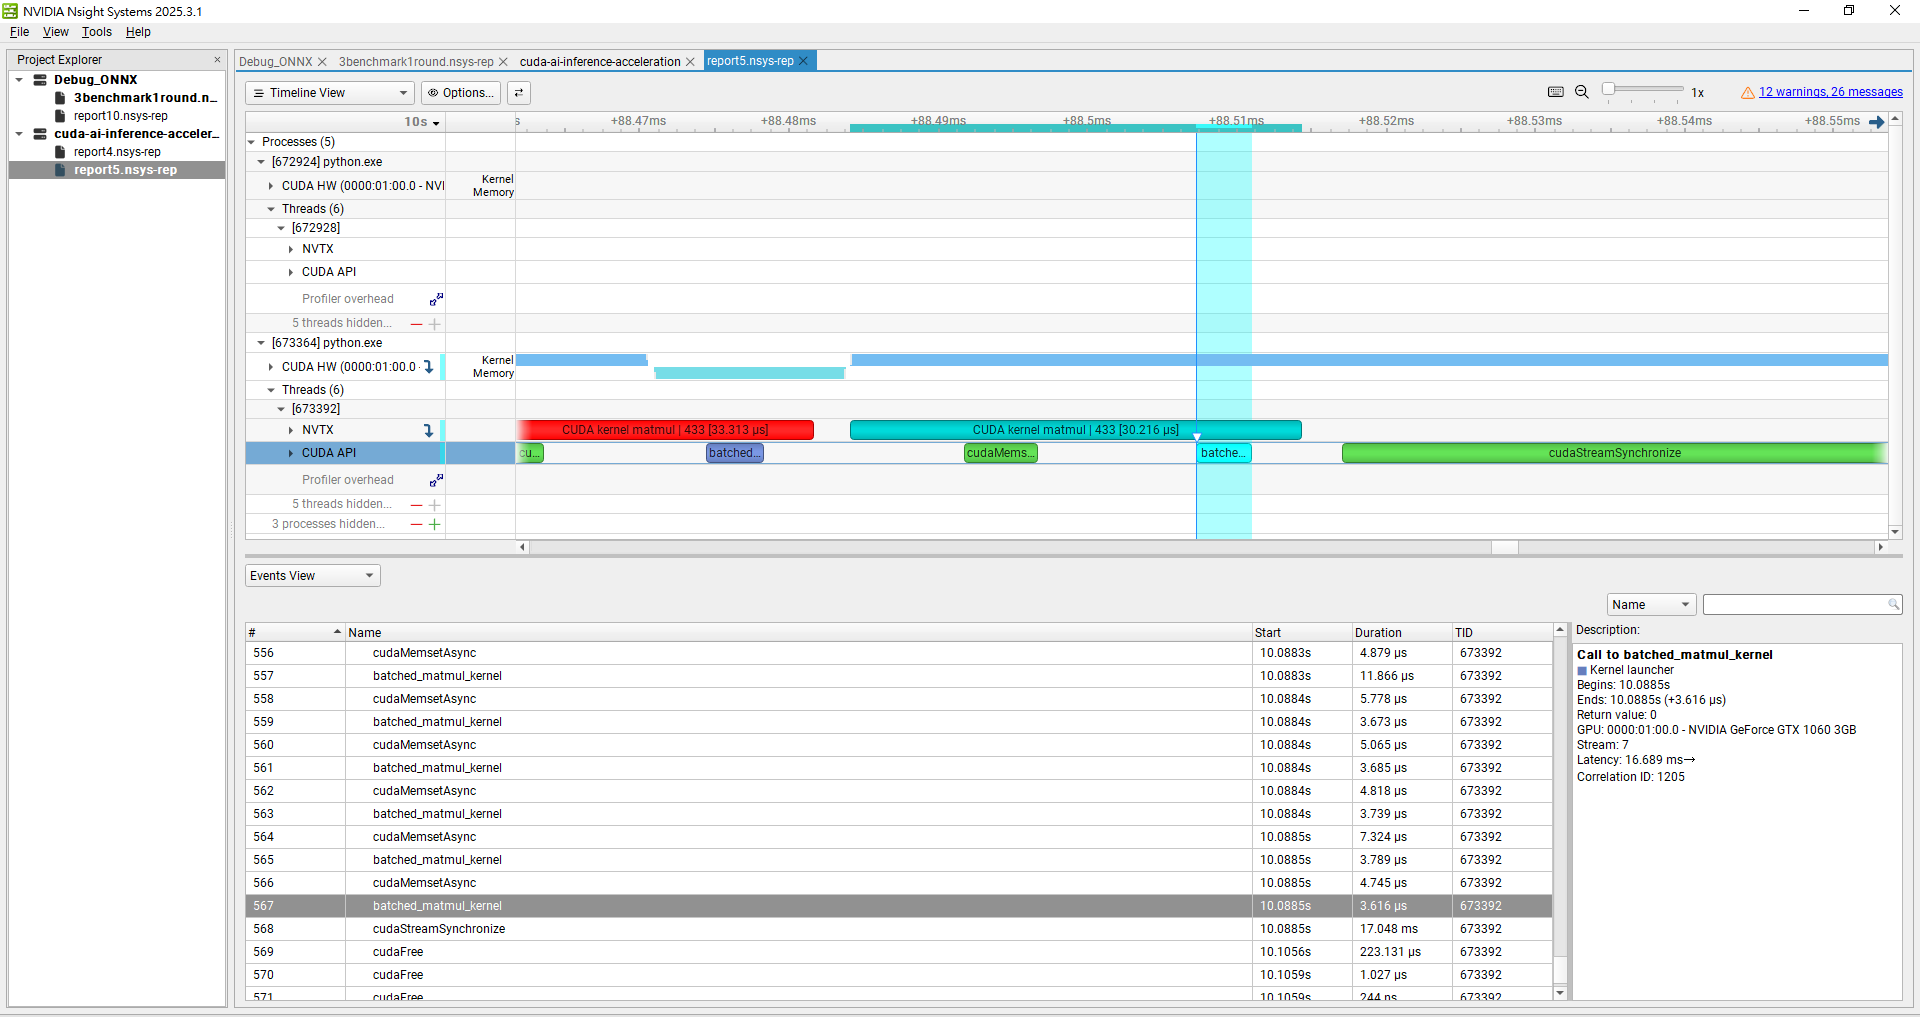 NVIDIA Nsight Systems 2025.3.1
File View Tools Help
Project Explorer
Debug_ONNX
3benchmark1round.n...
report10.nsys-rep
cuda-ai-inference-acceler...
report4.nsys-rep
report5.nsys-rep
Debug_ONNX 3benchmark1round.nsys-rep cuda-ai-inference-acceleration report5.nsys-rep
Timeline View Options... 1x 12 warnings, 26 messages
10s s +88.47ms +88.48ms +88.49ms +88.5ms +88.51ms +88.52ms +88.53ms +88.54ms +88.55ms
Processes (5)
[672924] python.exe
CUDA HW (0000:01:00.0 - NVI Kernel
Memory
Threads (6)
[672928]
NVTX
CUDA API
Profiler overhead
5 threads hidden...
[673364] python.exe
CUDA HW (0000:01:00.0 - Kernel
Memory
Threads (6)
[673392]
NVTX CUDA kernel matmul | 433 [33.313 µs] CUDA kernel matmul | 433 [30.216 µs]
CUDA API cu... batched... cudaMems... batche... cudaStreamSynchronize
Profiler overhead
5 threads hidden...
3 processes hidden...
Events View
Name
# Name Start Duration TID
556 cudaMemsetAsync 10.0883s 4.879 µs 673392
557 batched_matmul_kernel 10.0883s 11.866 µs 673392
558 cudaMemsetAsync 10.0884s 5.778 µs 673392
559 batched_matmul_kernel 10.0884s 3.673 µs 673392
560 cudaMemsetAsync 10.0884s 5.065 µs 673392
561 batched_matmul_kernel 10.0884s 3.685 µs 673392
562 cudaMemsetAsync 10.0884s 4.818 µs 673392
563 batched_matmul_kernel 10.0884s 3.739 µs 673392
564 cudaMemsetAsync 10.0885s 7.324 µs 673392
565 batched_matmul_kernel 10.0885s 3.789 µs 673392
566 cudaMemsetAsync 10.0885s 4.745 µs 673392
567 batched_matmul_kernel 10.0885s 3.616 µs 673392
568 cudaStreamSynchronize 10.0885s 17.048 ms 673392
569 cudaFree 10.1056s 223.131 µs 673392
570 cudaFree 10.1059s 1.027 µs 673392
571 cudaFree 10.1059s 244 ns 673392
Description:
Call to batched_matmul_kernel
Kernel launcher
Begins: 10.0885s
Ends: 10.0885s (+3.616 µs)
Return value: 0
GPU: 0000:01:00.0 - NVIDIA GeForce GTX 1060 3GB
Stream: 7
Latency: 16.689 ms→
Correlation ID: 1205